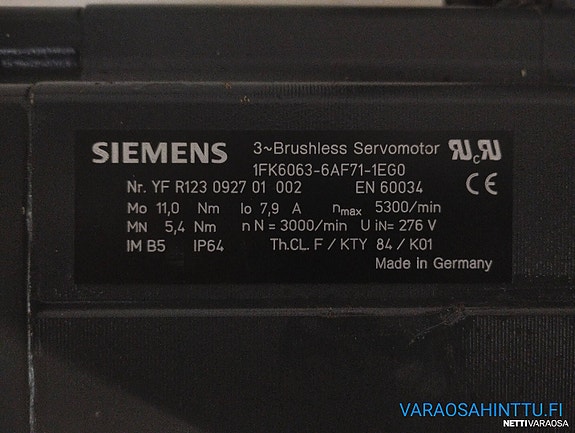 SIEMENS 3~Brushless Servomotor
1FK6063-6AF71-1EG0
Nr. YF R123 0927 01 002 EN 60034
Mo 11,0 Nm Io 7,9 A nmax 5300/min
MN 5,4 Nm nN = 3000/min U iN= 276 V
IM B5 IP64 Th.CL. F / KTY 84 / K01
Made in Germany
VARAOSAHINTTU.FI
NETTIVARAOSA